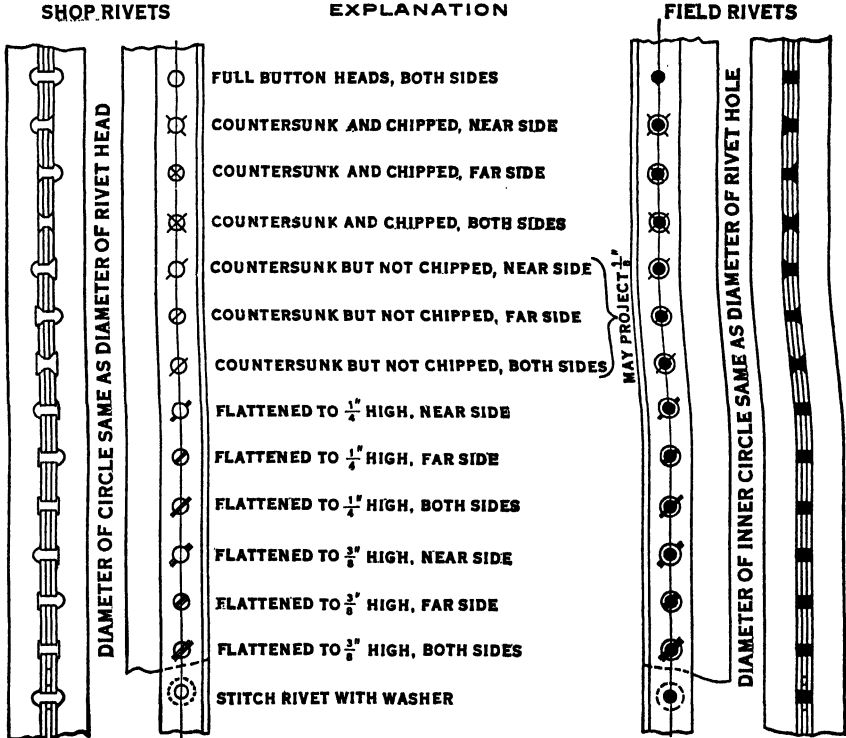 SHOP RIVETS
EXPLANATION
FIELD RIVETS
DIAMETER OF CIRCLE SAME AS DIAMETER OF RIVET HEAD
FULL BUTTON HEADS, BOTH SIDES
COUNTERSUNK AND CHIPPED, NEAR SIDE
COUNTERSUNK AND CHIPPED, FAR SIDE
COUNTERSUNK AND CHIPPED, BOTH SIDES
COUNTERSUNK BUT NOT CHIPPED, NEAR SIDE
COUNTERSUNK BUT NOT CHIPPED, FAR SIDE
COUNTERSUNK BUT NOT CHIPPED, BOTH SIDES
MAY PROJECT 1/8"
FLATTENED TO 1/4" HIGH, NEAR SIDE
FLATTENED TO 1/4" HIGH, FAR SIDE
FLATTENED TO 1/4" HIGH, BOTH SIDES
FLATTENED TO 3/8" HIGH, NEAR SIDE
FLATTENED TO 3/8" HIGH, FAR SIDE
FLATTENED TO 3/8" HIGH, BOTH SIDES
STITCH RIVET WITH WASHER
DIAMETER OF INNER CIRCLE SAME AS DIAMETER OF RIVET HOLE